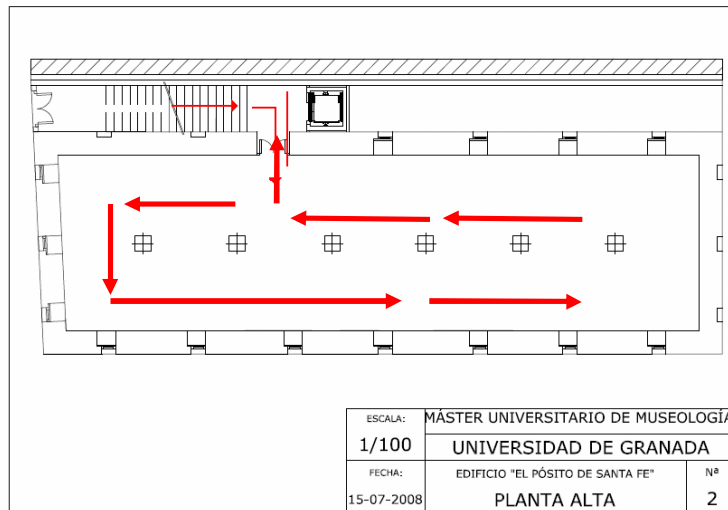 ESCALA:
1/100
MÁSTER UNIVERSITARIO DE MUSEOLOGÍA
UNIVERSIDAD DE GRANADA
FECHA:
15-07-2008
EDIFICIO "EL PÓSITO DE SANTA FE"
PLANTA ALTA
Nª
2